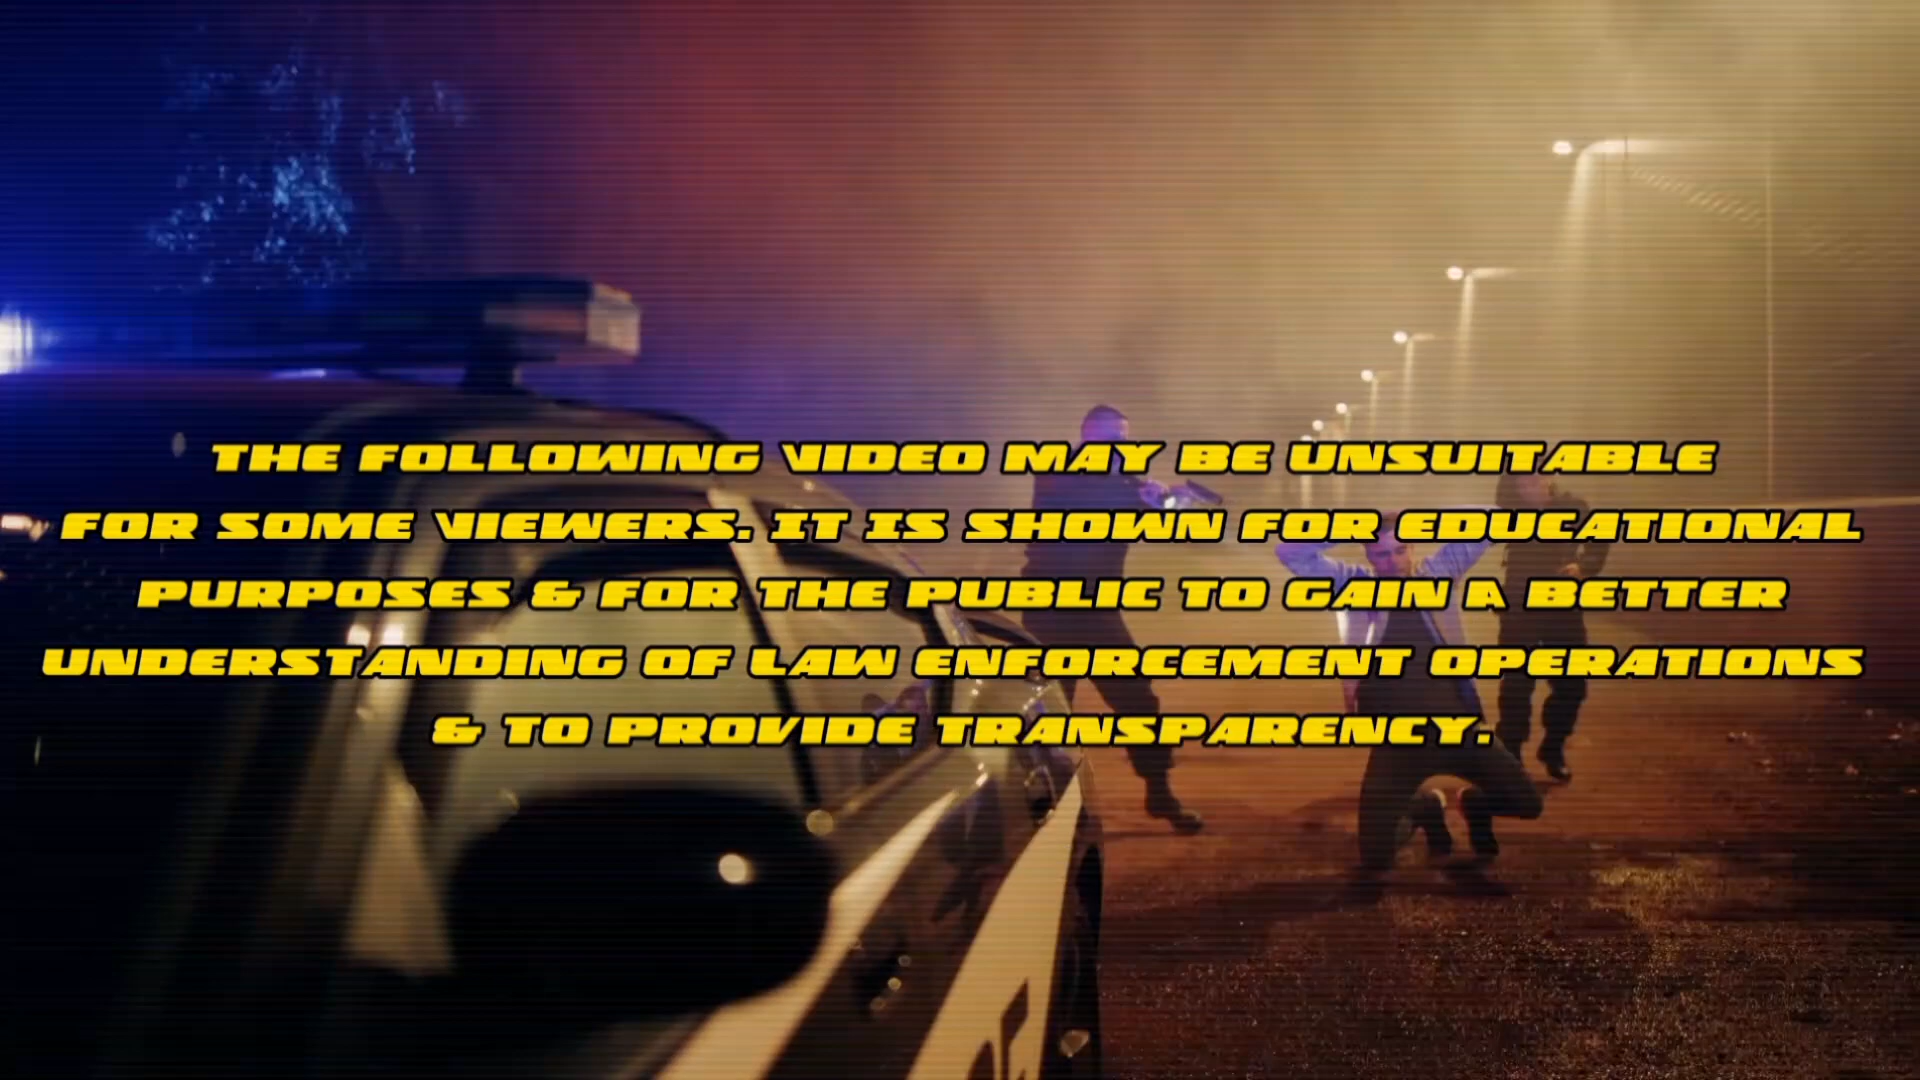 THE FOLLOWING VIDEO MAY BE UNSUITABLE
FOR SOME VIEWERS. IT IS SHOWN FOR EDUCATIONAL
PURPOSES & FOR THE PUBLIC TO GAIN A BETTER
UNDERSTANDING OF LAW ENFORCEMENT OPERATIONS
& TO PROVIDE TRANSPARENCY.